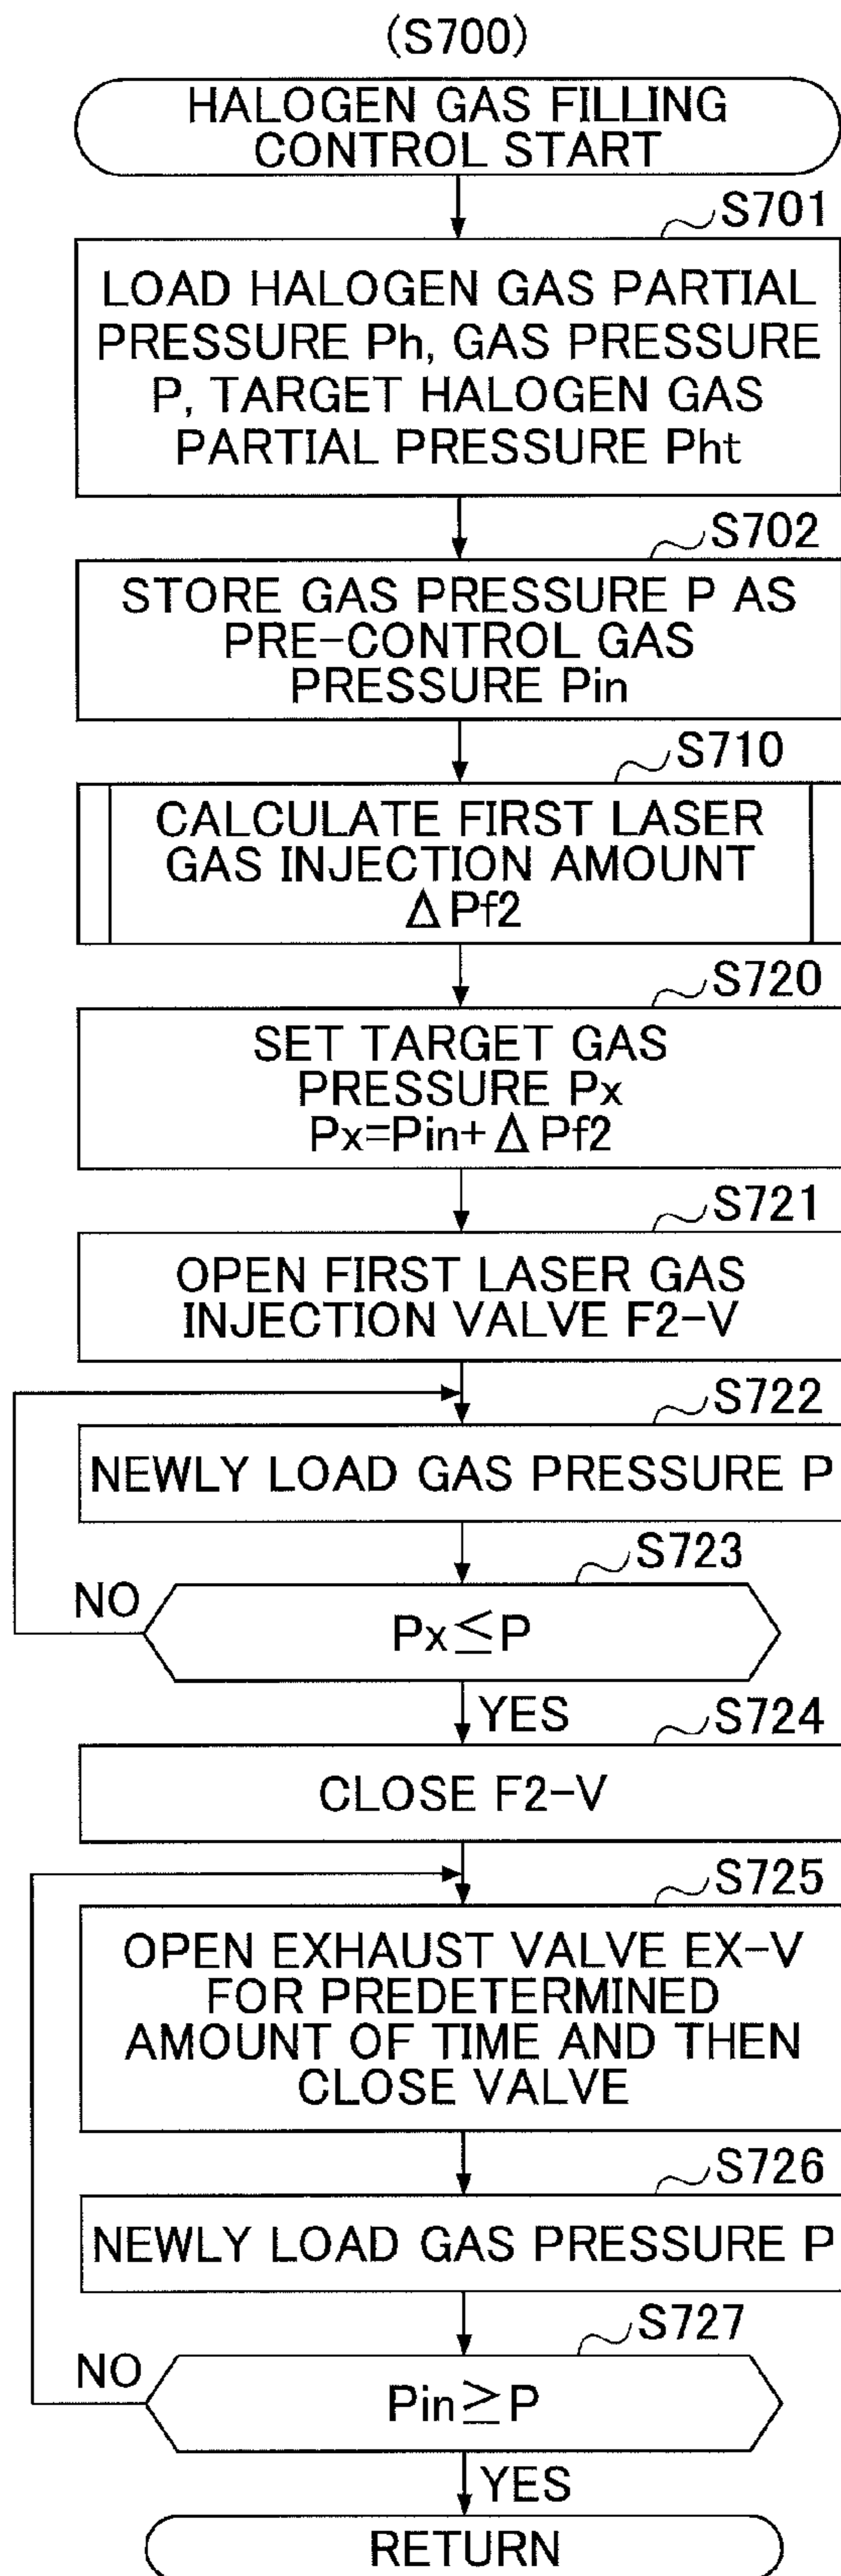 (S700)
HALOGEN GAS FILLING
CONTROL START
S701
LOAD HALOGEN GAS PARTIAL
PRESSURE Ph, GAS PRESSURE
P, TARGET HALOGEN GAS
PARTIAL PRESSURE Pht
S702
STORE GAS PRESSURE P AS
PRE-CONTROL GAS
PRESSURE Pin
S710
CALCULATE FIRST LASER
GAS INJECTION AMOUNT
ΔPf2
S720
SET TARGET GAS
PRESSURE Px
Px=Pin+ΔPf2
S721
OPEN FIRST LASER GAS
INJECTION VALVE F2-V
S722
NEWLY LOAD GAS PRESSURE P
S723
NO
Px≦P
YES
S724
CLOSE F2-V
S725
OPEN EXHAUST VALVE EX-V
FOR PREDETERMINED
AMOUNT OF TIME AND THEN
CLOSE VALVE
S726
NEWLY LOAD GAS PRESSURE P
S727
NO
Pin≧P
YES
RETURN